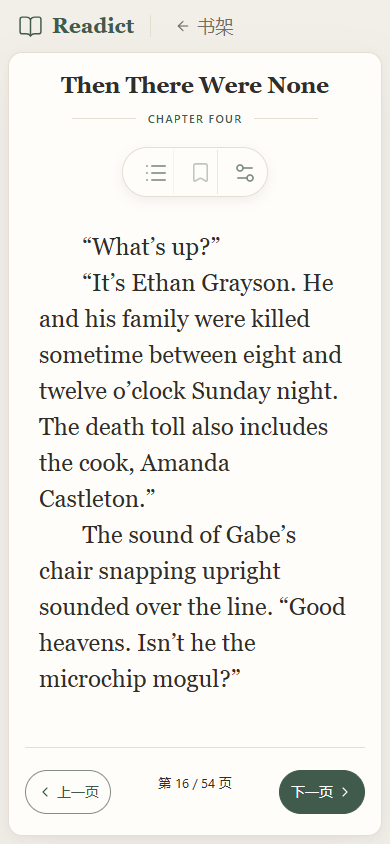 Readict
书架
Then There Were None
CHAPTER FOUR
“What’s up?”
“It’s Ethan Grayson. He
and his family were killed
sometime between eight and
twelve o’clock Sunday night.
The death toll also includes
the cook, Amanda
Castleton.”
The sound of Gabe’s
chair snapping upright
sounded over the line. “Good
heavens. Isn’t he the
microchip mogul?”
上一页
第 16 / 54 页
下一页